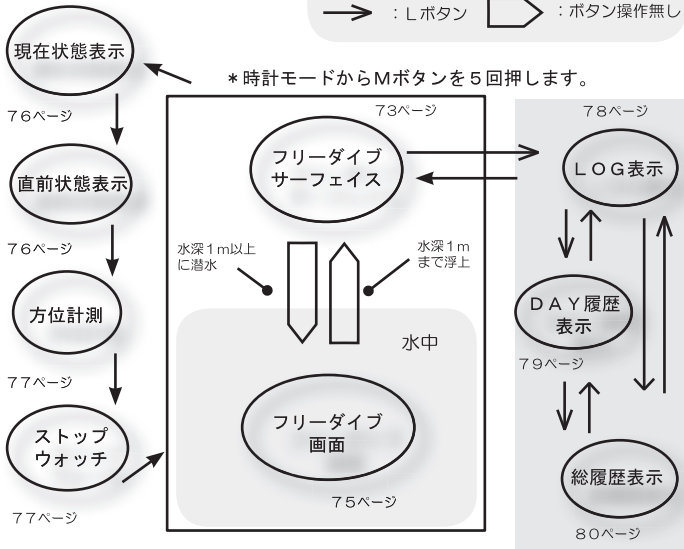 ：Ｌボタン
：ボタン操作無し
＊時計モードからＭボタンを５回押します。
現在状態表示
７６ページ
直前状態表示
７６ページ
方位計測
７７ページ
ストップ
ウォッチ
７７ページ
７３ページ
フリーダイブ
サーフェイス
水深１ｍ以上
に潜水
水深１ｍ
まで浮上
水中
フリーダイブ
画面
７５ページ
７８ページ
ＬＯＧ表示
ＤＡＹ履歴
表示
７９ページ
総履歴表示
８０ページ